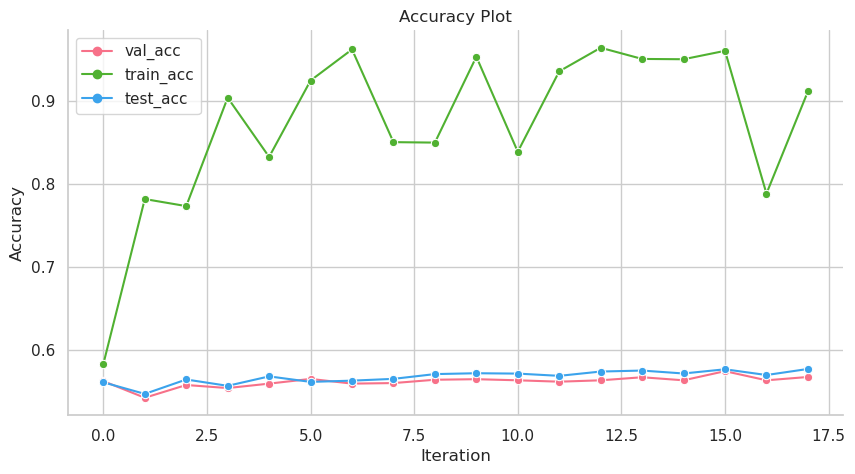 Accuracy Plot
val_acc
train_acc
test_acc
0.9
0.8
0.7
0.6
Accuracy
0.0 2.5 5.0 7.5 10.0 12.5 15.0 17.5
Iteration